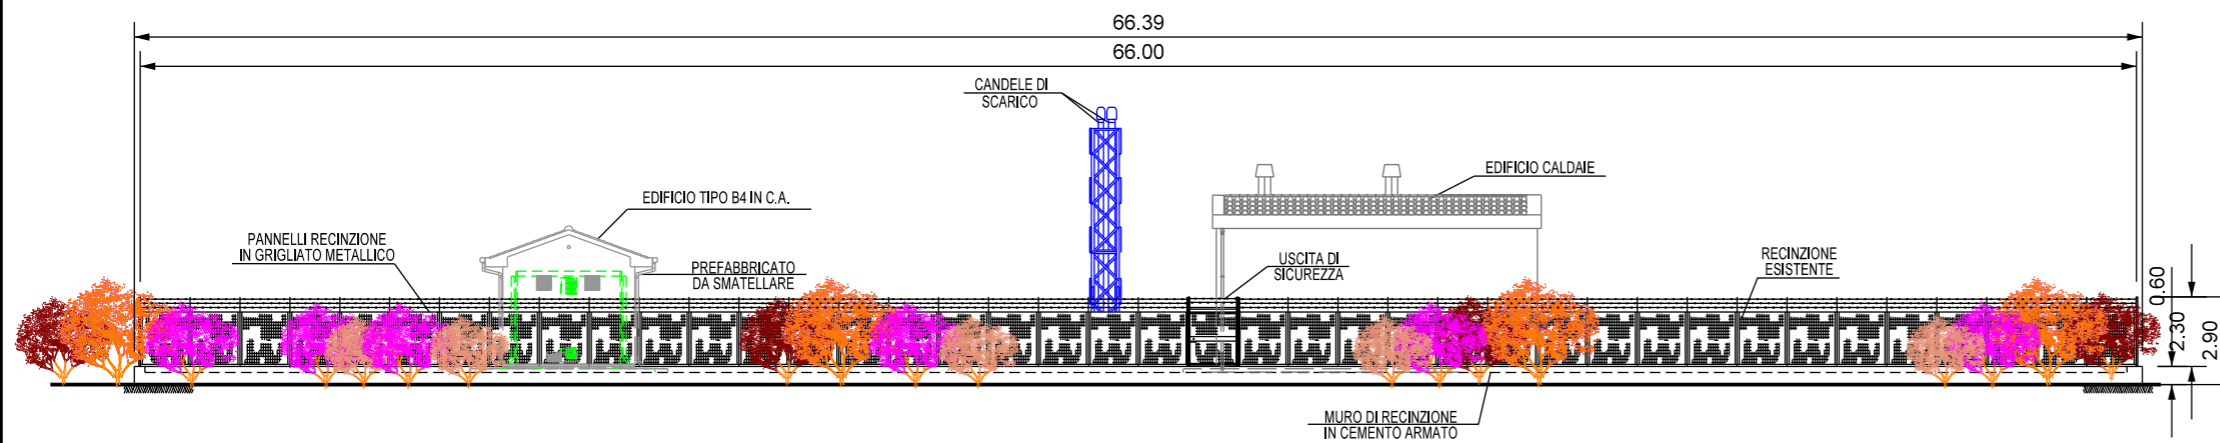 66.39
66.00
CANDELE DI
SCARICO
EDIFICIO CALDAIE
EDIFICIO TIPO B4 IN C.A.
PANNELLI RECINZIONE
IN GRIGLIATO METALLICO
PREFABBRICATO
DA SMATELLARE
USCITA DI
SICUREZZA
RECINZIONE
ESISTENTE
0.60
2.30
2.90
MURO DI RECINZIONE
IN CEMENTO ARMATO